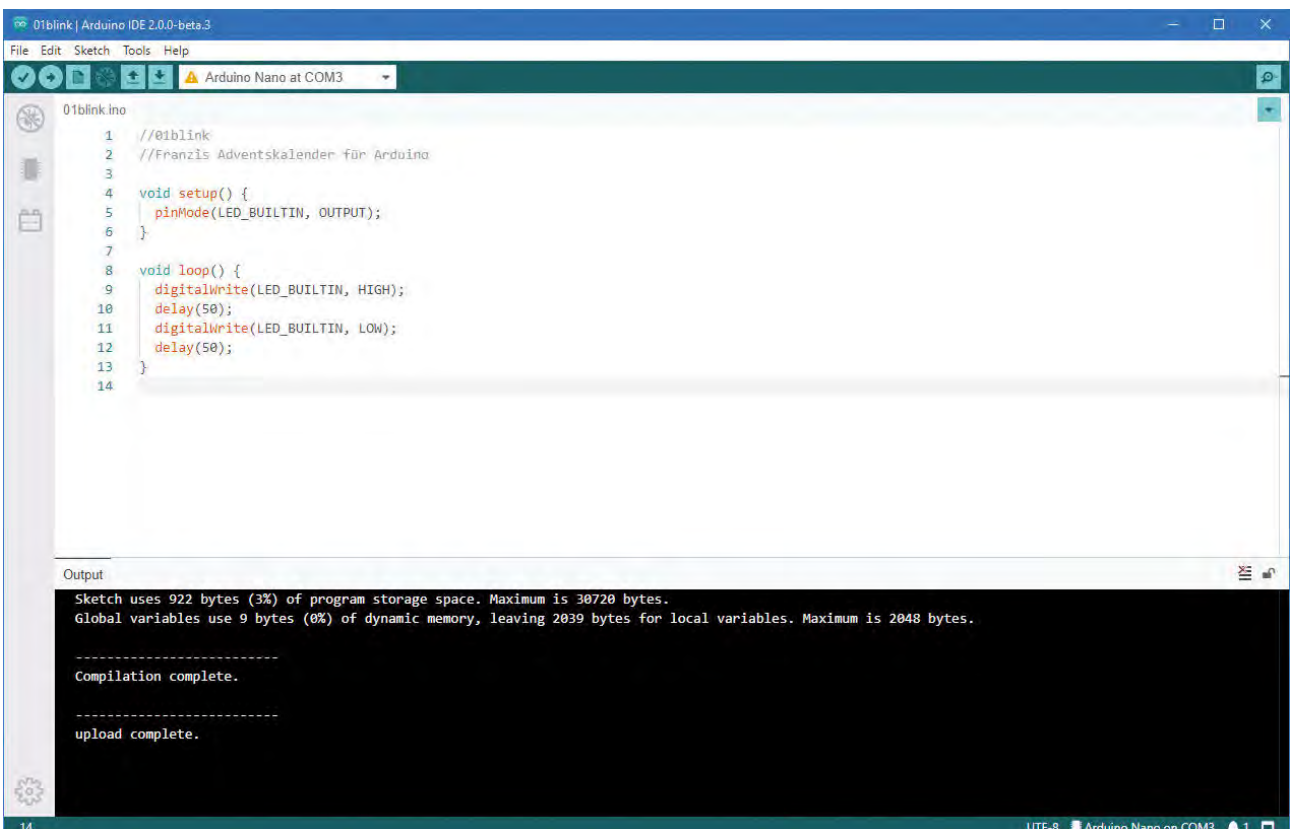 01blink | Arduino IDE 2.0.0-beta.3
File Edit Sketch Tools Help
Arduino Nano at COM3
01blink.ino
1 //01blink
2 //Franzis Adventskalender für Arduino
3
4 void setup() {
5 pinMode(LED_BUILTIN, OUTPUT);
6 }
7
8 void loop() {
9 digitalWrite(LED_BUILTIN, HIGH);
10 delay(50);
11 digitalWrite(LED_BUILTIN, LOW);
12 delay(50);
13 }
14
Output
Sketch uses 922 bytes (3%) of program storage space. Maximum is 30720 bytes.
Global variables use 9 bytes (0%) of dynamic memory, leaving 2039 bytes for local variables. Maximum is 2048 bytes.
--------------------------
Compilation complete.
--------------------------
upload complete.
14 UTF-8 Arduino Nano on COM3 1